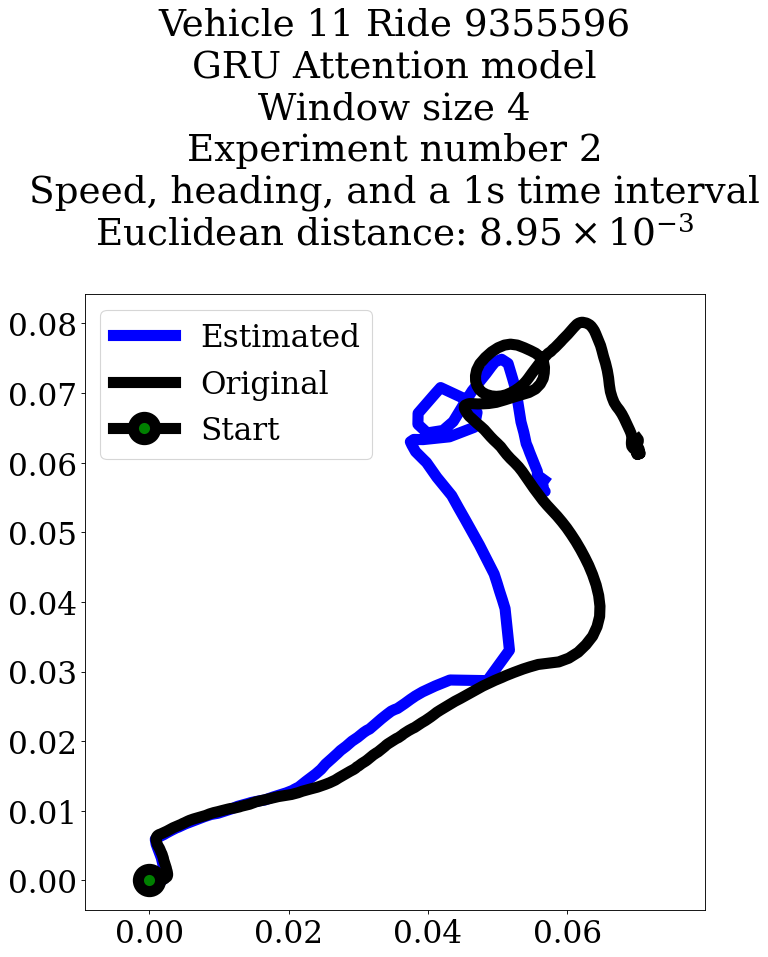 Vehicle 11 Ride 9355596
GRU Attention model
Window size 4
Experiment number 2
Speed, heading, and a 1s time interval
Euclidean distance: 8.95 × 10⁻³
Estimated
Original
Start
0.08
0.07
0.06
0.05
0.04
0.03
0.02
0.01
0.00
0.00 0.02 0.04 0.06